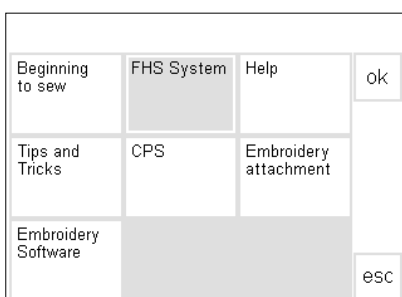 Beginning
to sew
FHS System
Help
ok
Tips and
Tricks
CPS
Embroidery
attachment
Embroidery
Software
esc